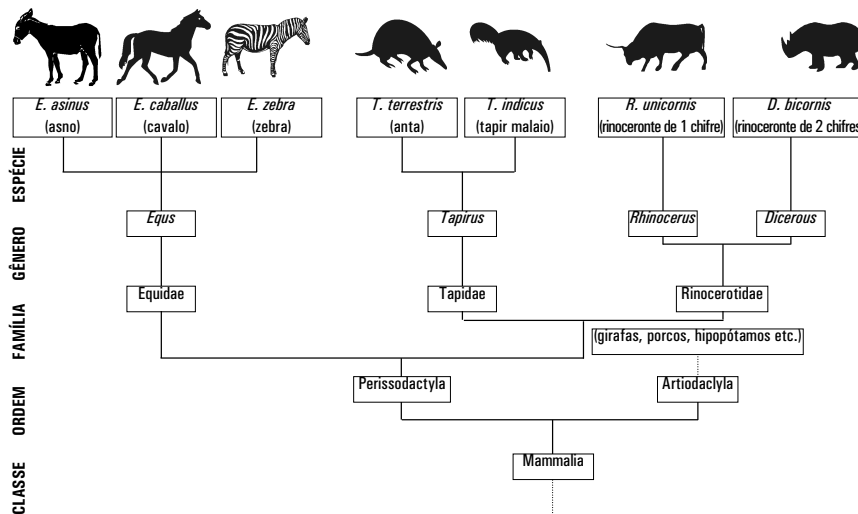 E. asinus
(asno)
E. caballus
(cavalo)
E. zebra
(zebra)
T. terrestris
(anta)
T. indicus
(tapir malaio)
R. unicornis
(rinoceronte de 1 chifre)
D. bicornis
(rinoceronte de 2 chifres
ESPÉCIE
Equs
Tapirus
Rhinocerus
Dicerous
GÊNERO
Equidae
Tapidae
Rinocerotidae
FAMÍLIA
(girafas, porcos, hipopótamos etc.)
Perissodactyla
Artiodaclyla
ORDEM
Mammalia
CLASSE